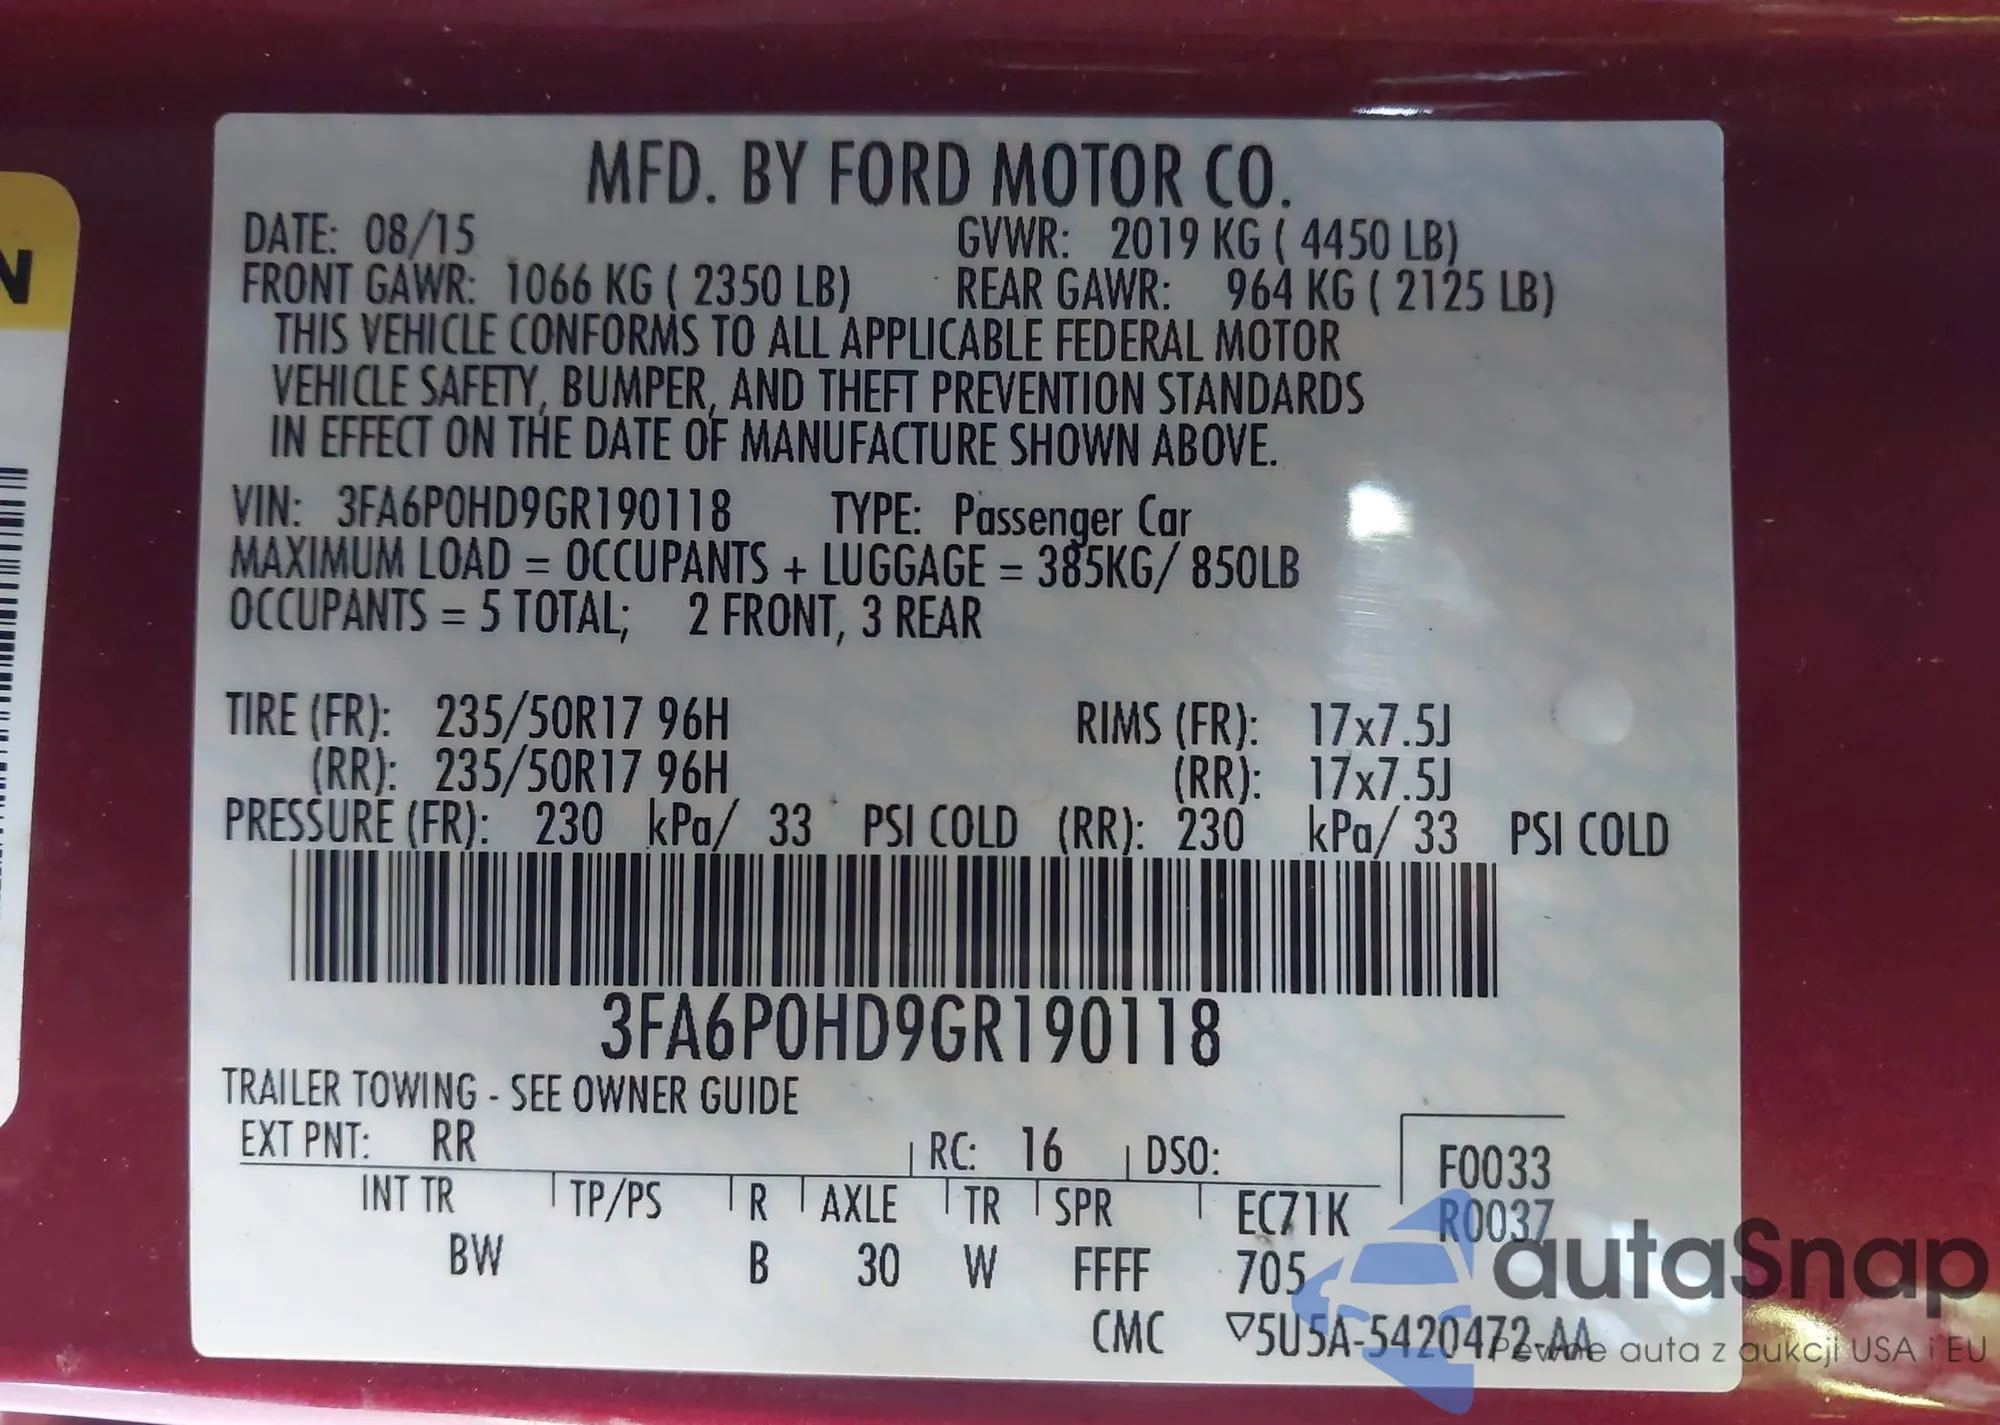 MFD. BY FORD MOTOR CO.
DATE: 08/15 GVWR: 2019 KG ( 4450 LB)
FRONT GAWR: 1066 KG ( 2350 LB) REAR GAWR: 964 KG ( 2125 LB)
THIS VEHICLE CONFORMS TO ALL APPLICABLE FEDERAL MOTOR
VEHICLE SAFETY, BUMPER, AND THEFT PREVENTION STANDARDS
IN EFFECT ON THE DATE OF MANUFACTURE SHOWN ABOVE.
VIN: 3FA6P0HD9GR190118 TYPE: Passenger Car
MAXIMUM LOAD = OCCUPANTS + LUGGAGE = 385KG/ 850LB
OCCUPANTS = 5 TOTAL; 2 FRONT, 3 REAR
TIRE (FR): 235/50R17 96H RIMS (FR): 17x7.5J
(RR): 235/50R17 96H (RR): 17x7.5J
PRESSURE (FR): 230 kPa/ 33 PSI COLD (RR): 230 kPa/ 33 PSI COLD
3FA6P0HD9GR190118
TRAILER TOWING - SEE OWNER GUIDE
EXT PNT: RR RC: 16 DSO: F0033
INT TR TP/PS R AXLE TR SPR EC71K R0037
BW B 30 W FFFF 705
CMC ▽5U5A-5420472-AA
N
autaSnap
Pewne auta z aukcji USA i EU